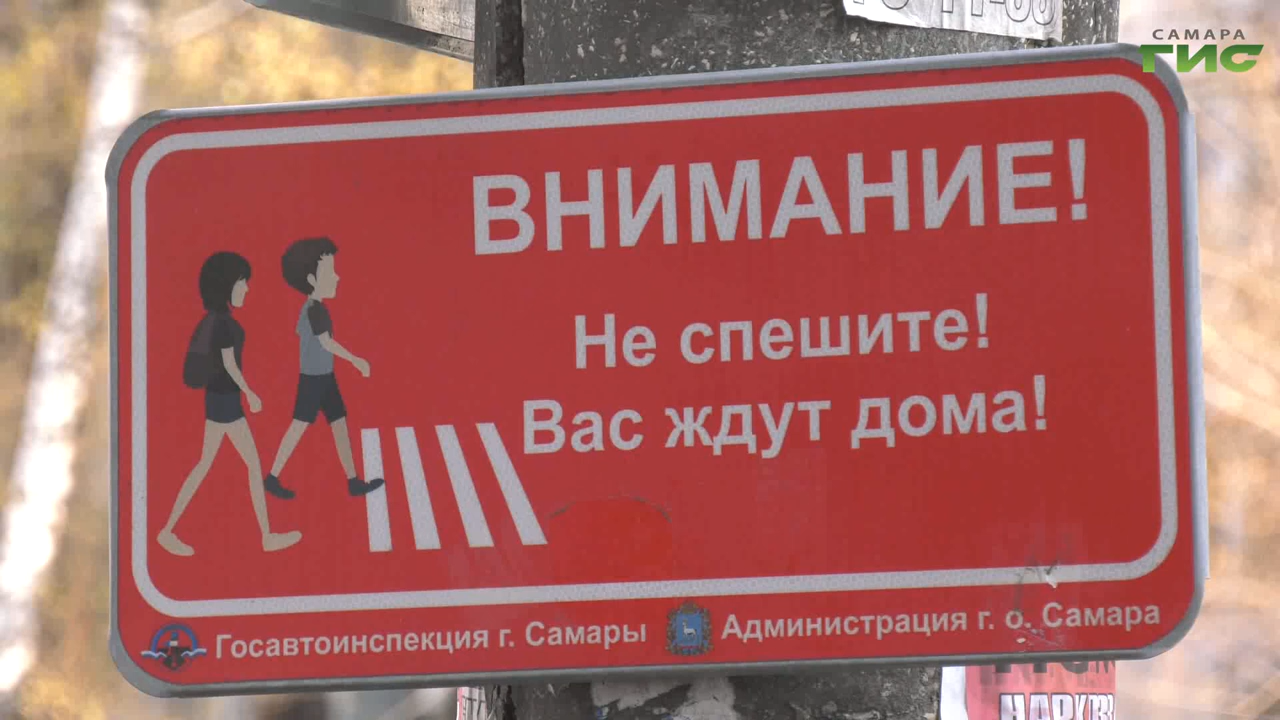 САМАРА
ГИС
ВНИМАНИЕ!
Не спешите!
Вас ждут дома!
Госавтоинспекция г. Самары
Администрация г. о. Самара